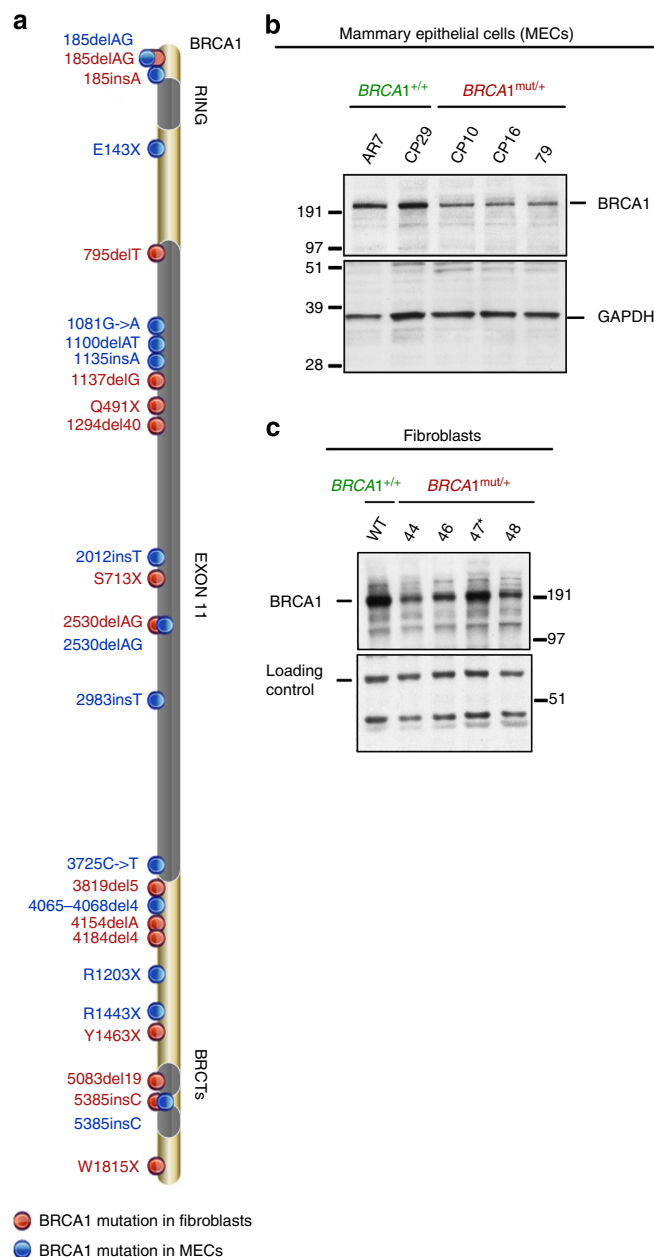 a
185delAG
BRCA1
185delAG
185insA
RING
E143X
795delT
1081G->A
1100delAT
1135insA
1137delG
Q491X
1294del40
EXON 11
2012insT
S713X
2530delAG
2530delAG
2983insT
3725C->T
3819del5
4065–4068del4
4154delA
4184del4
R1203X
R1443X
Y1463X
BRCTs
5083del19
5385insC
5385insC
W1815X
BRCA1 mutation in fibroblasts
BRCA1 mutation in MECs
b
Mammary epithelial cells (MECs)
BRCA1+/+ BRCA1mut/+
AR7 CP29 CP10 CP16 79
191 BRCA1
97
51
39 GAPDH
28
c
Fibroblasts
BRCA1+/+ BRCA1mut/+
WT 44 46 47* 48
BRCA1 191
97
Loading
control
51